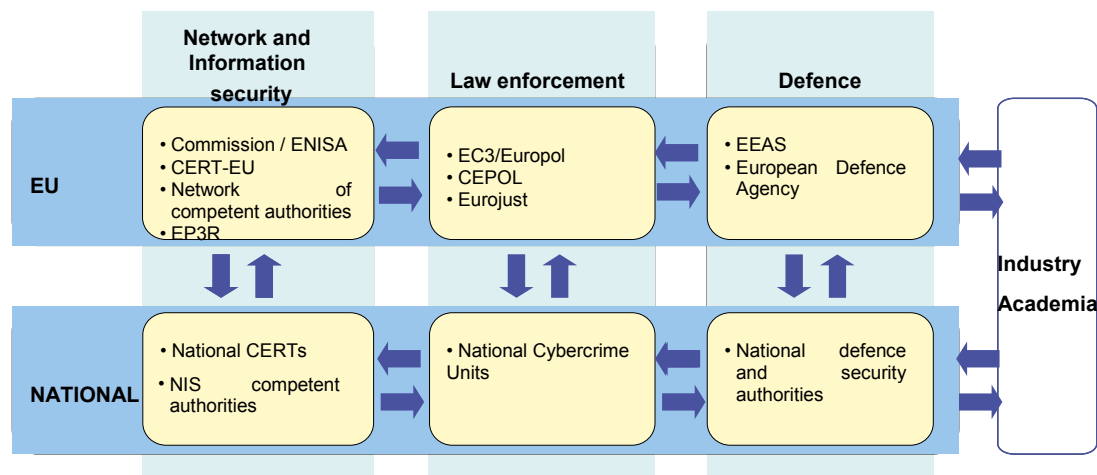 Network and
Information
security
Law enforcement
Defence
EU
• Commission / ENISA
• CERT-EU
• Network of
competent authorities
• EP3R
• EC3/Europol
• CEPOL
• Eurojust
• EEAS
• European Defence
Agency
Industry
Academia
NATIONAL
• National CERTs
• NIS competent
authorities
• National Cybercrime
Units
• National defence
and security
authorities